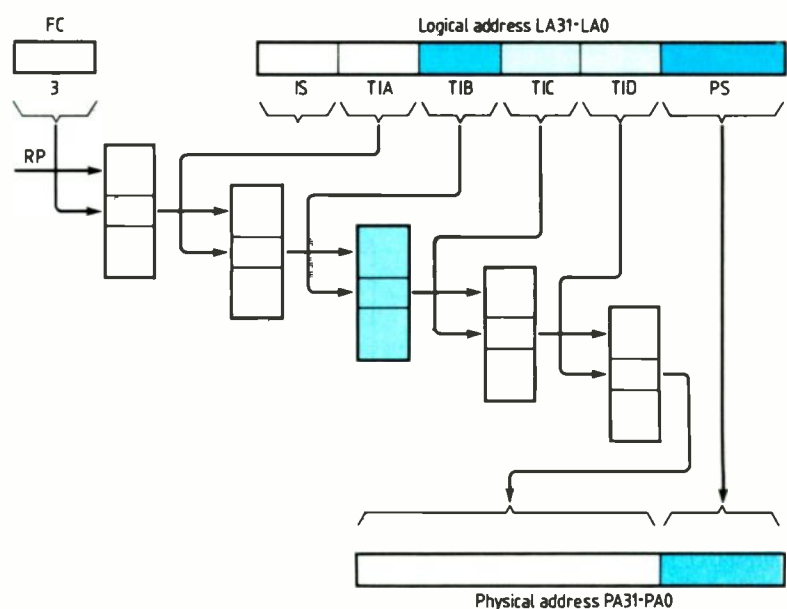 FC
Logical address LA31-LA0
3
IS TIA TIB TIC TID PS
RP
Physical address PA31-PA0